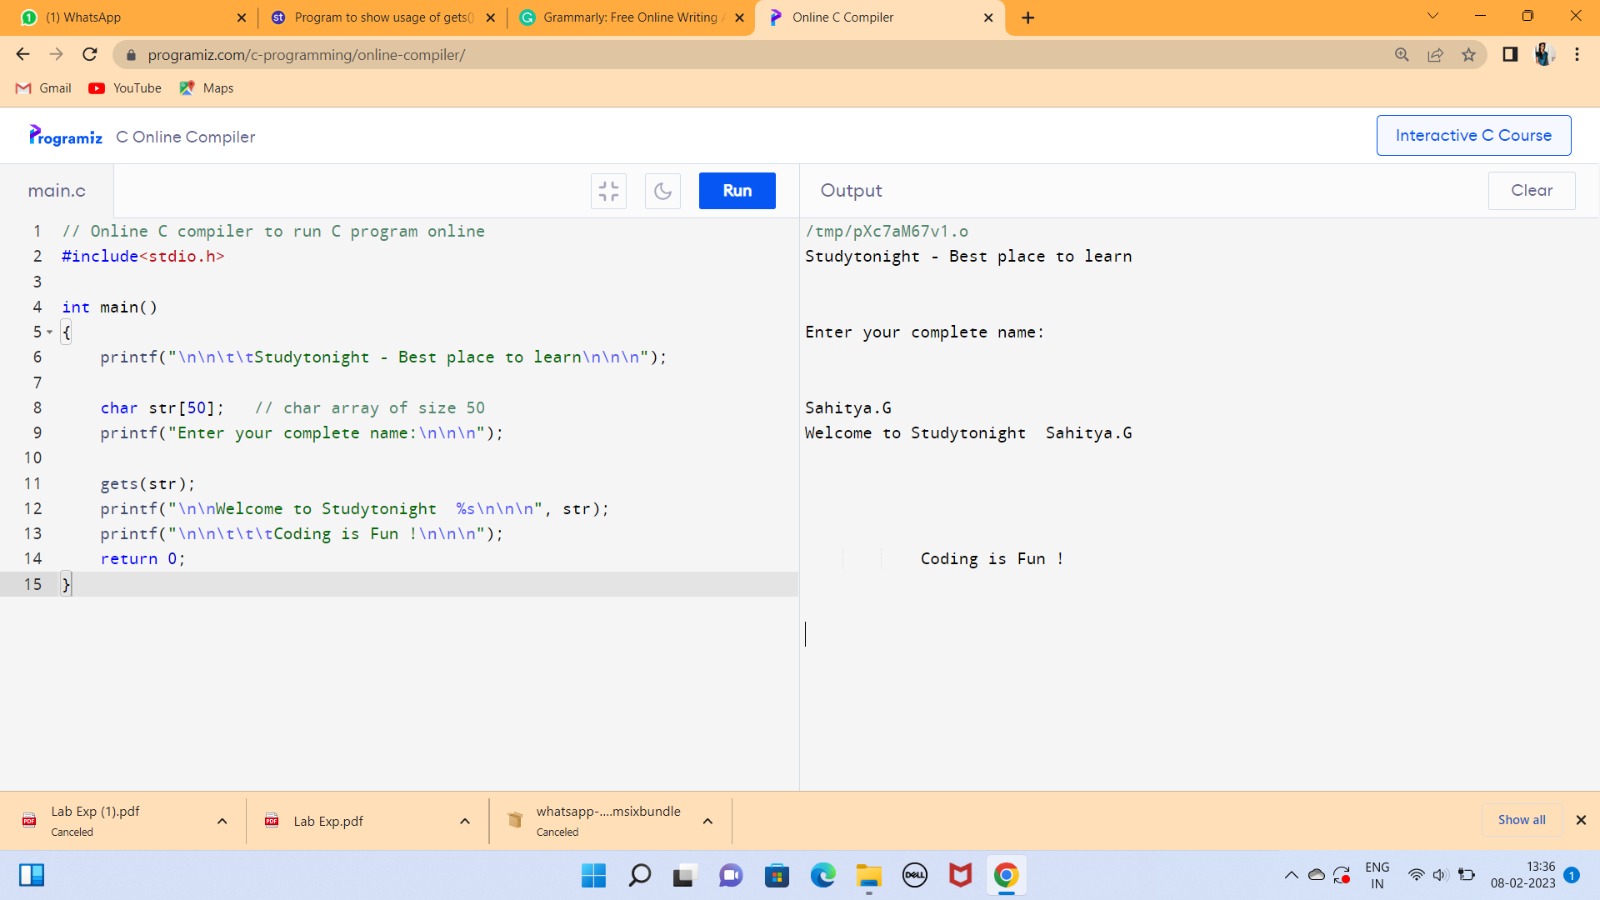 (1) WhatsApp
Program to show usage of gets()
Grammarly: Free Online Writing
Online C Compiler
programiz.com/c-programming/online-compiler/
Gmail YouTube Maps
Programiz C Online Compiler
Interactive C Course
main.c
Run
Output
Clear
1 // Online C compiler to run C program online
2 #include<stdio.h>
3
4 int main()
5 {
6 printf("\n\n\t\tStudytonight - Best place to learn\n\n\n");
7
8 char str[50]; // char array of size 50
9 printf("Enter your complete name:\n\n\n");
10
11 gets(str);
12 printf("\n\nWelcome to Studytonight  %s\n\n\n", str);
13 printf("\n\n\t\t\tCoding is Fun !\n\n\n");
14 return 0;
15 }
/tmp/pXc7aM67v1.o
Studytonight - Best place to learn
Enter your complete name:
Sahitya.G
Welcome to Studytonight  Sahitya.G
Coding is Fun !
Lab Exp (1).pdf
Canceled
Lab Exp.pdf
whatsapp-....msixbundle
Canceled
Show all
DELL
ENG
IN
13:36
08-02-2023
1